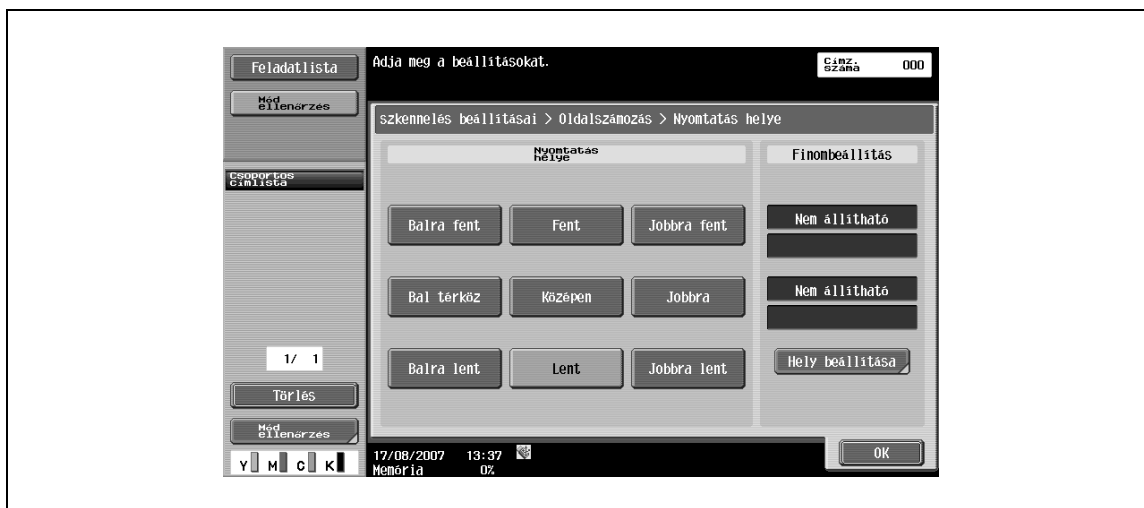 Feladatlista
Mód
ellenőrzés
Csoportos
címlista
1/ 1
Törlés
Mód
ellenőrzés
Y M C K
Adja meg a beállításokat.
Címz.
száma 000
szkennelés beállításai > Oldalszámozás > Nyomtatás helye
Nyomtatás
helye
Balra fent Fent Jobbra fent
Bal térköz Középen Jobbra
Balra lent Lent Jobbra lent
Finombeállítás
Nem állítható
Nem állítható
Hely beállítása
17/08/2007 13:37
Memória 0%
OK